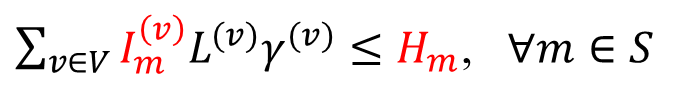 ∑_{v∈V} I_m^{(v)} L^{(v)} γ^{(v)} ≤ H_m, ∀m ∈ S